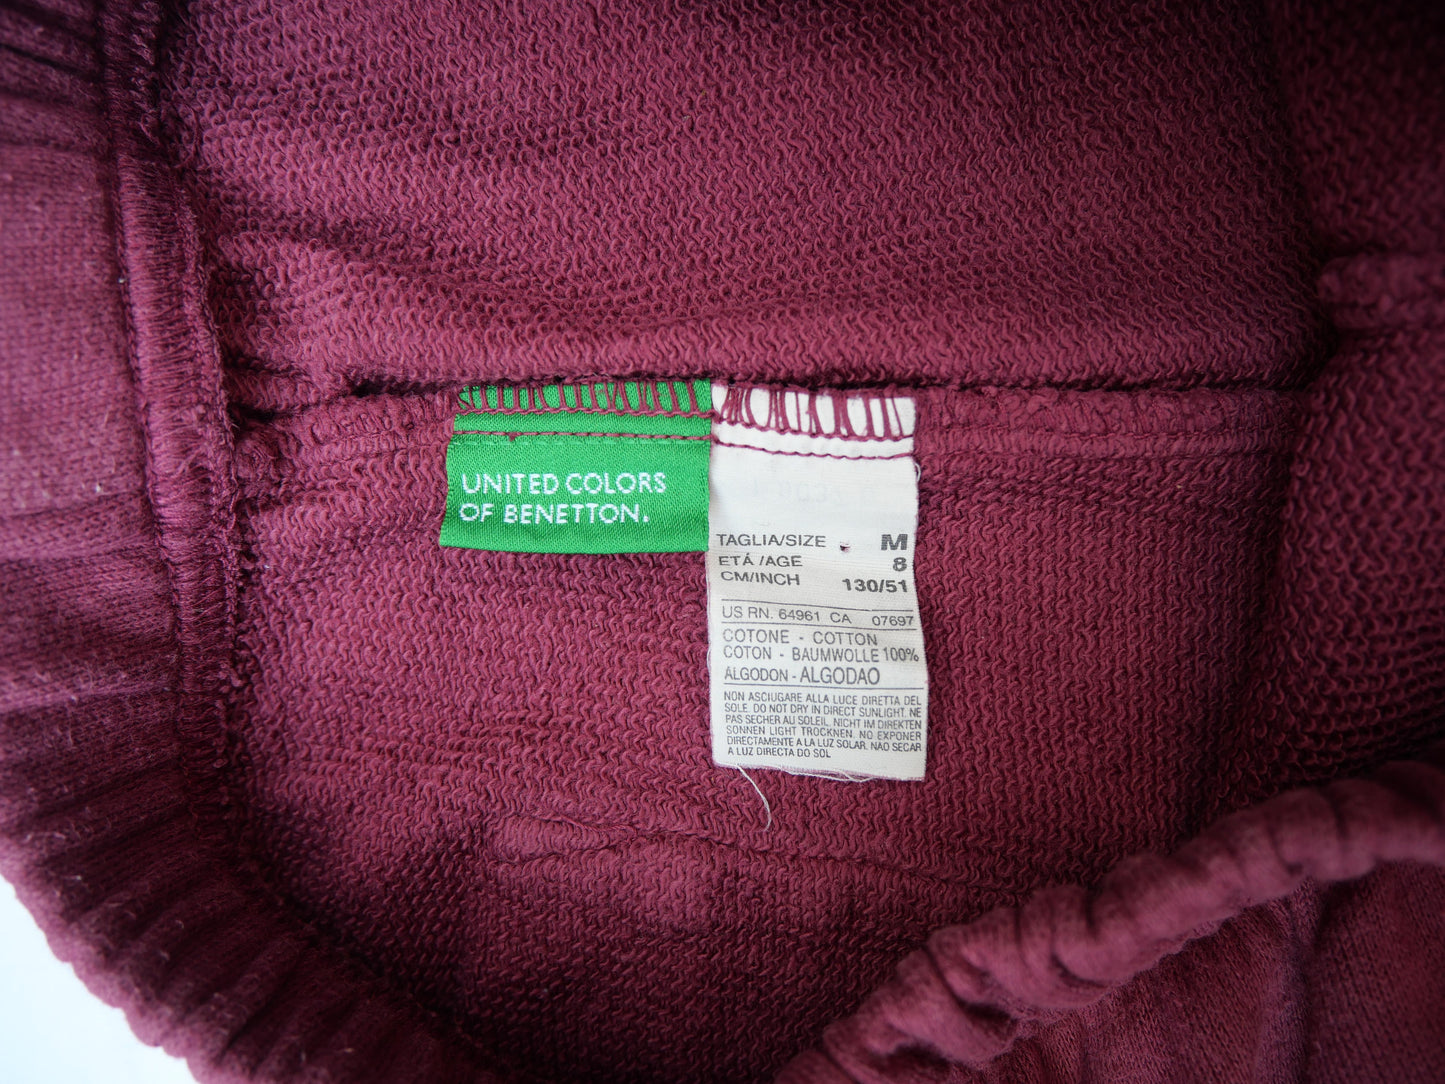 UNITED COLORS
OF BENETTON.
TAGLIA/SIZE M
ETÁ /AGE 8
CM/INCH 130/51
US RN. 64961 CA 07697
COTONE - COTTON
COTON - BAUMWOLLE 100%
ALGODON - ALGODAO
NON ASCIUGARE ALLA LUCE DIRETTA DEL
SOLE. DO NOT DRY IN DIRECT SUNLIGHT. NE
PAS SECHER AU SOLEIL. NICHT IM DIREKTEN
SONNEN LIGHT TROCKNEN. NO EXPONER
DIRECTAMENTE A LA LUZ SOLAR. NAO SECAR
A LUZ DIRECTA DO SOL